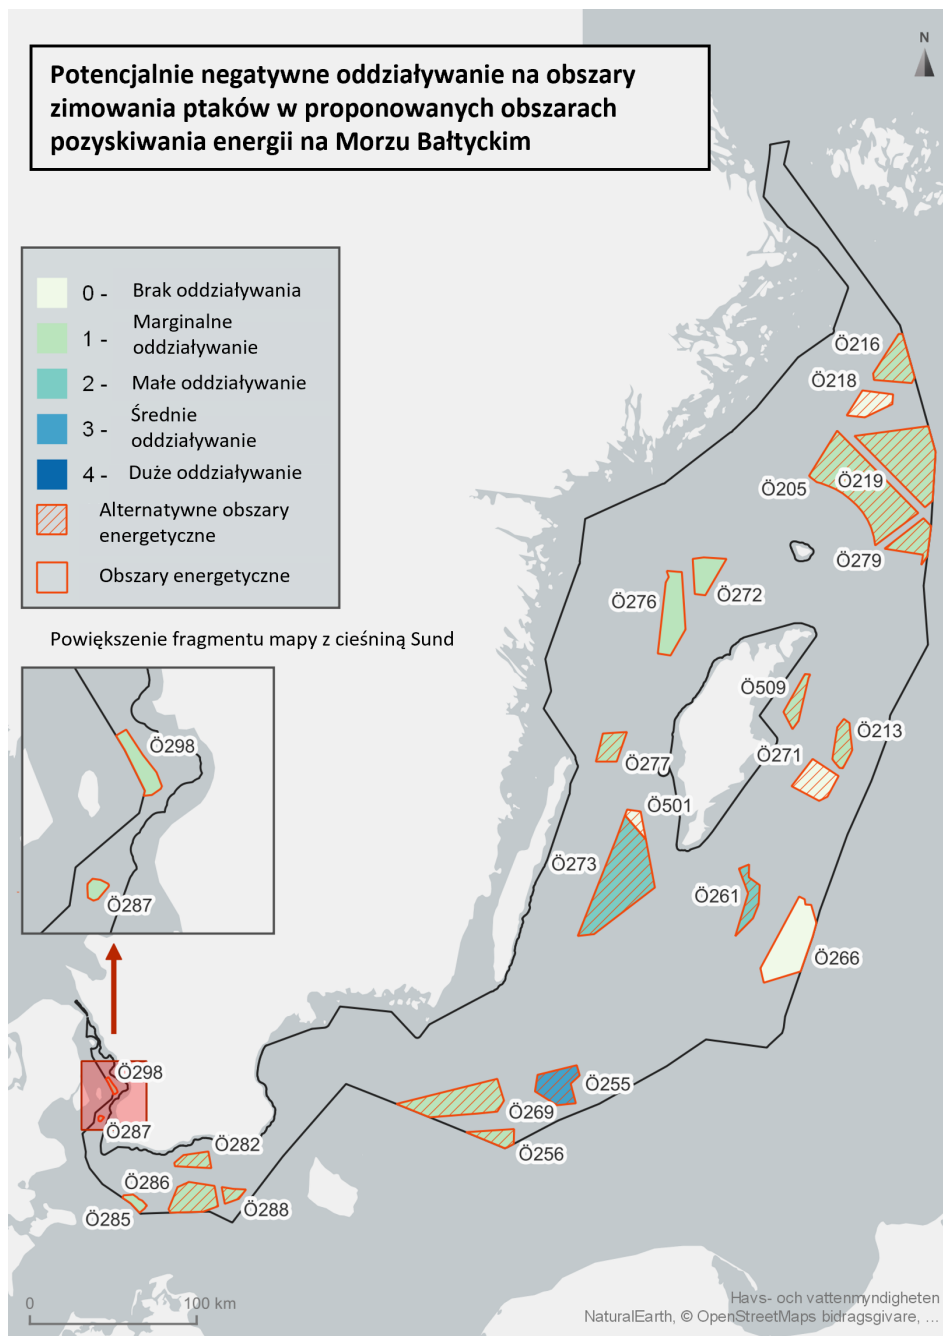 Potencjalnie negatywne oddziaływanie na obszary
zimowania ptaków w proponowanych obszarach
pozyskiwania energii na Morzu Bałtyckim
N
0 - Brak oddziaływania
1 - Marginalne
oddziaływanie
2 - Małe oddziaływanie
3 - Średnie
oddziaływanie
4 - Duże oddziaływanie
Alternatywne obszary
energetyczne
Obszary energetyczne
Powiększenie fragmentu mapy z cieśniną Sund
Ö298
Ö287
Ö216
Ö218
Ö219
Ö205
Ö279
Ö272
Ö276
Ö509
Ö213
Ö271
Ö277
Ö501
Ö273
Ö261
Ö266
Ö298
Ö287
Ö255
Ö269
Ö256
Ö282
Ö286
Ö288
Ö285
0 100 km
Havs- och vattenmyndigheten
NaturalEarth, © OpenStreetMaps bidragsgivare, ...